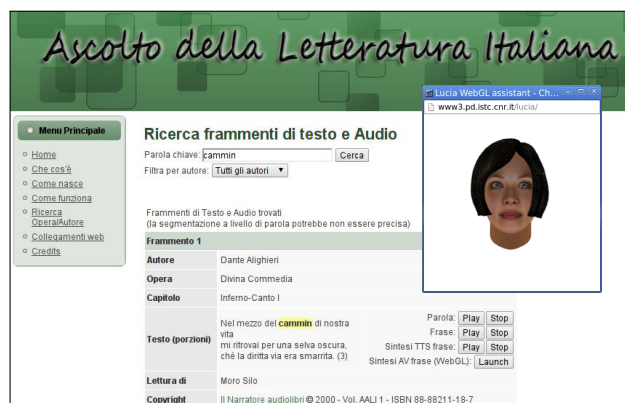 Ascolto della Letteratura Italiana
Lucia WebGL assistant - Ch...
www3.pd.istc.cnr.it/lucia/
Menu Principale
Home
Che cos'è
Come nasce
Come funziona
Ricerca
Opera/Autore
Collegamenti web
Credits
Ricerca frammenti di testo e Audio
Parola chiave: cammin Cerca
Filtra per autore: Tutti gli autori
Frammenti di Testo e Audio trovati
(la segmentazione a livello di parola potrebbe non essere precisa)
Frammento 1
Autore Dante Alighieri
Opera Divina Commedia
Capitolo Inferno-Canto I
Testo (porzioni)
Nel mezzo del cammin di nostra
vita
mi ritrovai per una selva oscura,
ché la diritta via era smarrita. (3)
Parola: Play Stop
Frase: Play Stop
Sintesi TTS frase: Play Stop
Sintesi AV frase (WebGL): Launch
Lettura di Moro Silo
Copyright Il Narratore audiolibri © 2000 - Vol. AALI 1 - ISBN 88-88211-18-7